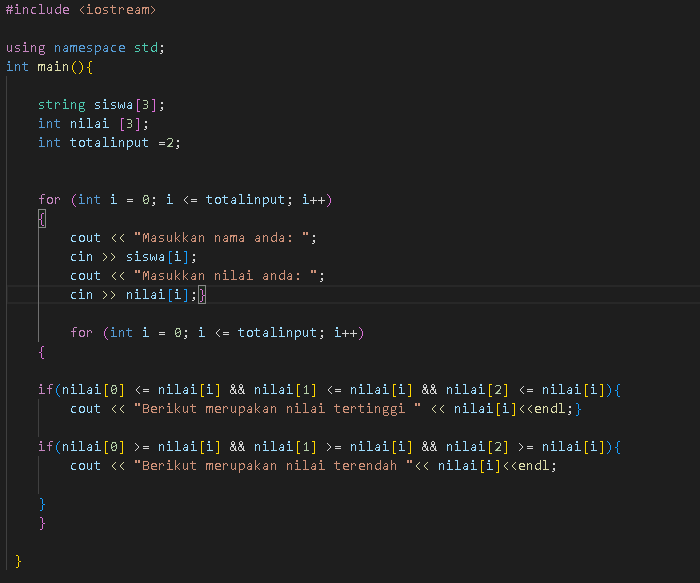 #include <iostream>
using namespace std;
int main(){
string siswa[3];
int nilai [3];
int totalinput =2;
for (int i = 0; i <= totalinput; i++)
{
cout << "Masukkan nama anda: ";
cin >> siswa[i];
cout << "Masukkan nilai anda: ";
cin >> nilai[i];}
for (int i = 0; i <= totalinput; i++)
{
if(nilai[0] <= nilai[i] && nilai[1] <= nilai[i] && nilai[2] <= nilai[i]){
cout << "Berikut merupakan nilai tertinggi " << nilai[i]<<endl;}
if(nilai[0] >= nilai[i] && nilai[1] >= nilai[i] && nilai[2] >= nilai[i]){
cout << "Berikut merupakan nilai terendah "<< nilai[i]<<endl;
}
}
}